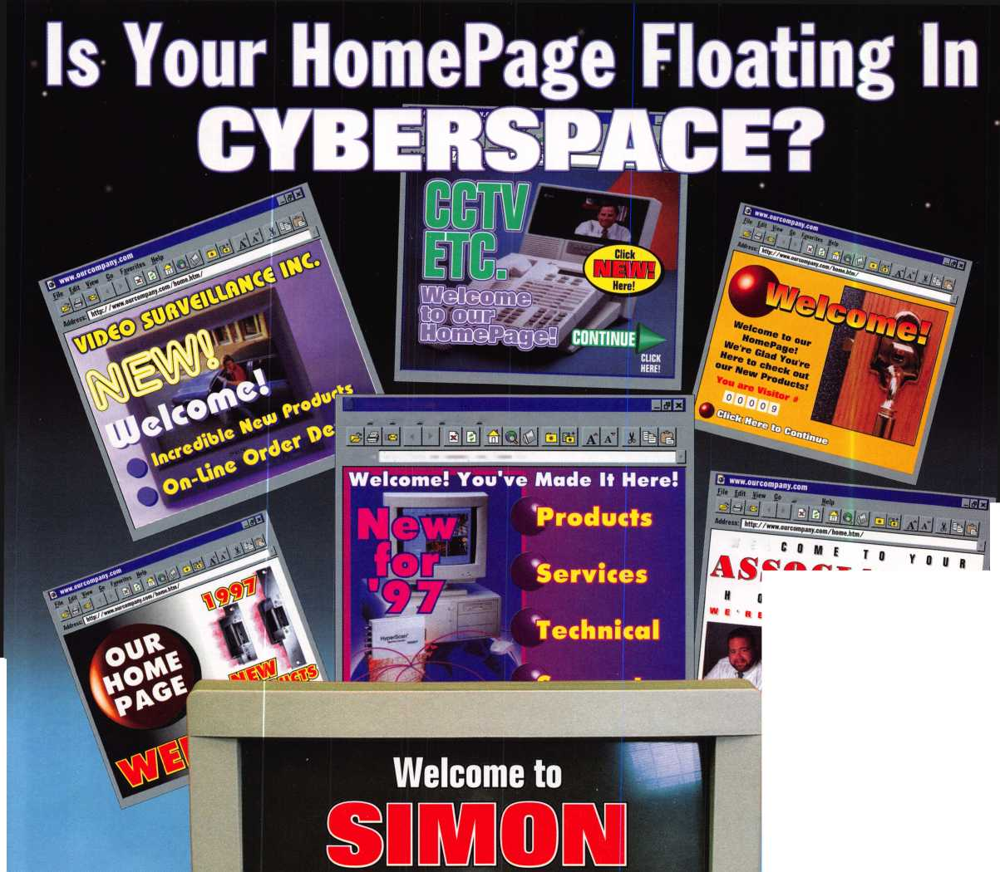 Is Your HomePage Floating In
CYBERSPACE?
CCTV
ETC.
Click
NEW!
Here!
Welcome
to our
HomePage!
CONTINUE
CLICK
HERE!
www.ourcompany.com
File Edit View Go Favorites Help
Address: http://www.ourcompany.com/home.htm/
VIDEO SURVEILLANCE INC.
NEW!
Welcome!
Incredible New Products
On-Line Order De
www.ourcompany.com
File Edit View Go Favorites Help
Address: http://www.ourcompany.com/home.htm/
Welcome!
Welcome to our
HomePage!
We're Glad You're
Here to check out
our New Products!
You are Visitor #
00009
Click Here to Continue
Welcome! You've Made It Here!
New
for
'97
HyperScan
Products
Services
Technical
www.ourcompany.com
File Edit View Go Help
Address: http://www.ourcompany.com/home.htm/
COME TO YOUR
WE'RE
www.ourcompany.com
File Edit View Go Favorites Help
Address: http://www.ourcompany.com/home.htm/
OUR
HOME
PAGE
1997
NEW
Welcome to
SIMON